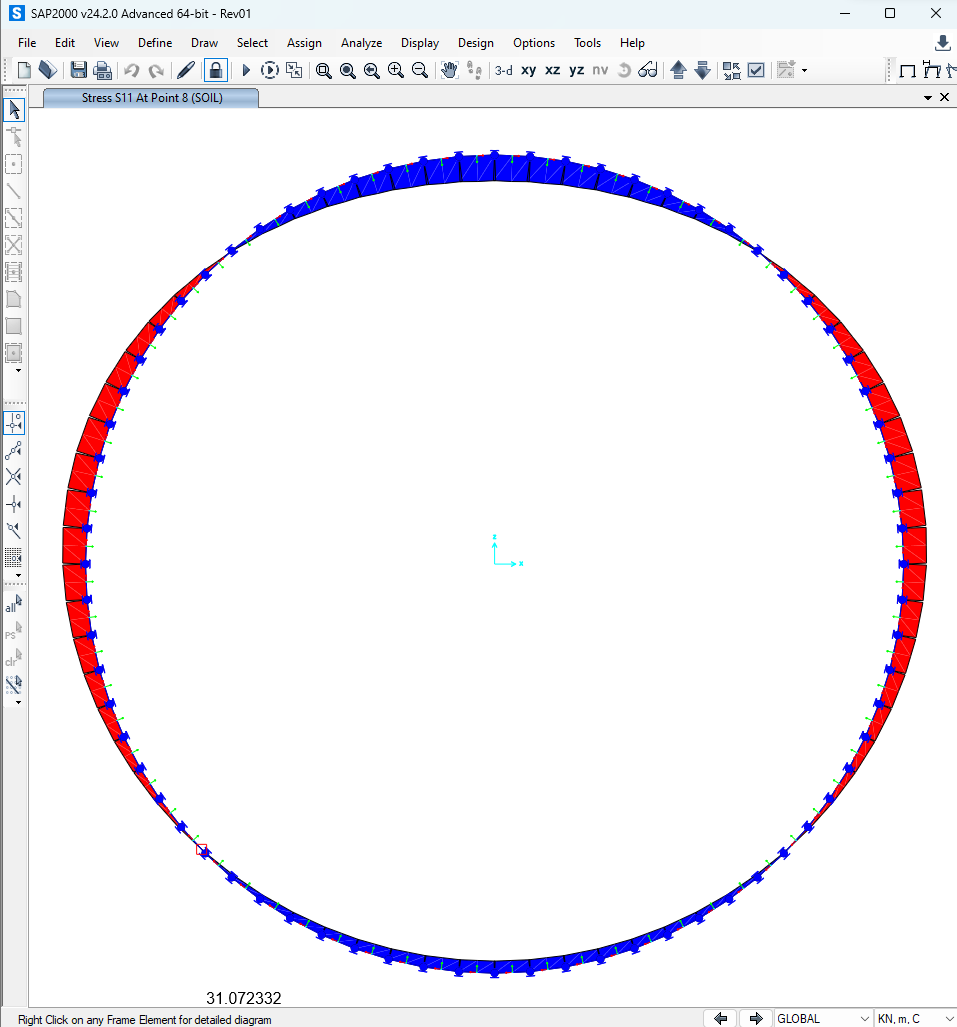 SAP2000 v24.2.0 Advanced 64-bit - Rev01
File Edit View Define Draw Select Assign Analyze Display Design Options Tools Help
3-d xy xz yz nv
Stress S11 At Point 8 (SOIL)
z
x
all
ps
clr
31.072332
Right Click on any Frame Element for detailed diagram
GLOBAL
KN, m, C